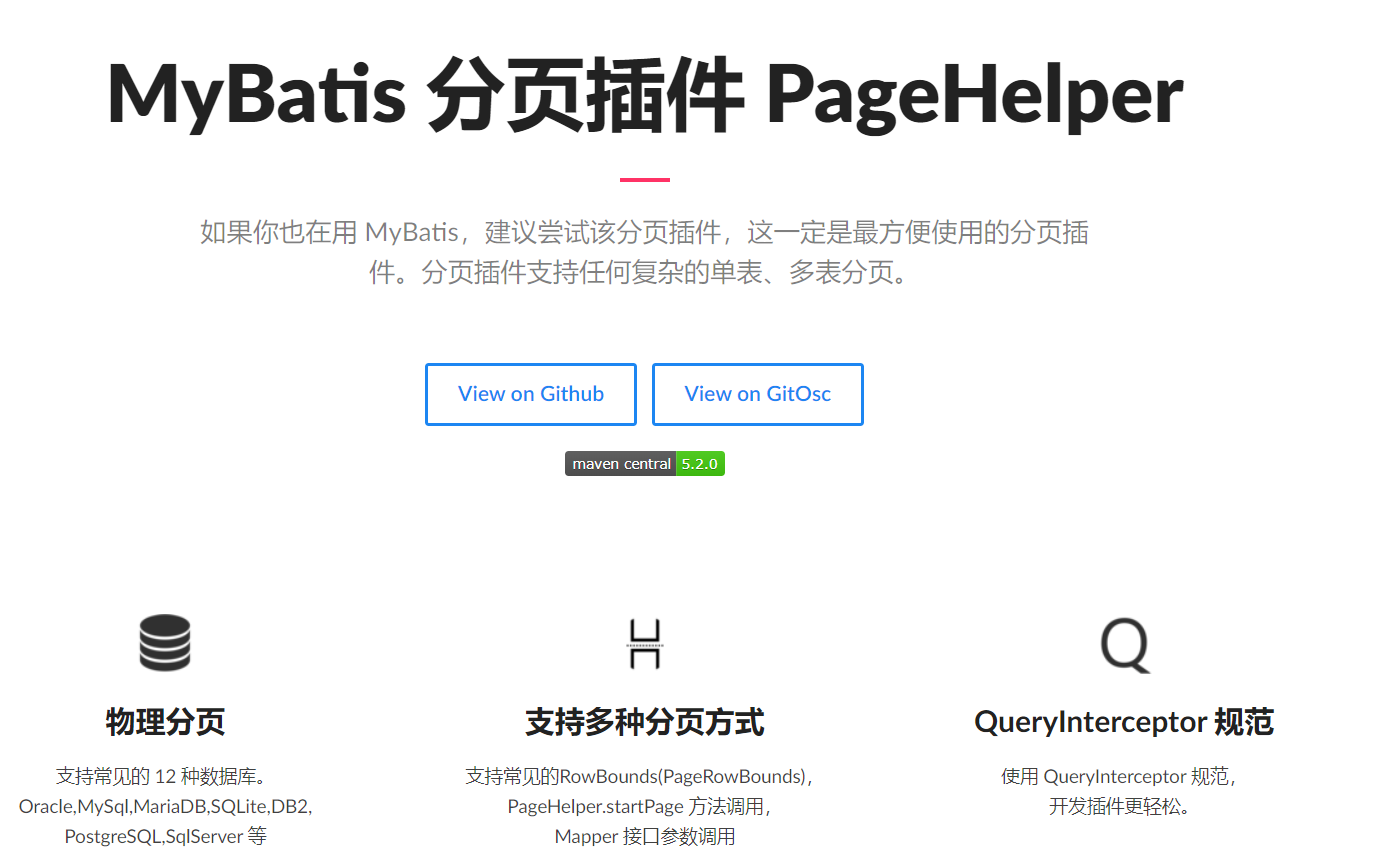 MyBatis 分页插件 PageHelper
如果你也在用 MyBatis，建议尝试该分页插件，这一定是最方便使用的分页插
件。分页插件支持任何复杂的单表、多表分页。
View on Github
View on GitOsc
maven central 5.2.0
物理分页
支持常见的 12 种数据库。
Oracle,MySql,MariaDB,SQLite,DB2,
PostgreSQL,SqlServer 等
支持多种分页方式
支持常见的RowBounds(PageRowBounds)，
PageHelper.startPage 方法调用，
Mapper 接口参数调用
QueryInterceptor 规范
使用 QueryInterceptor 规范，
开发插件更轻松。